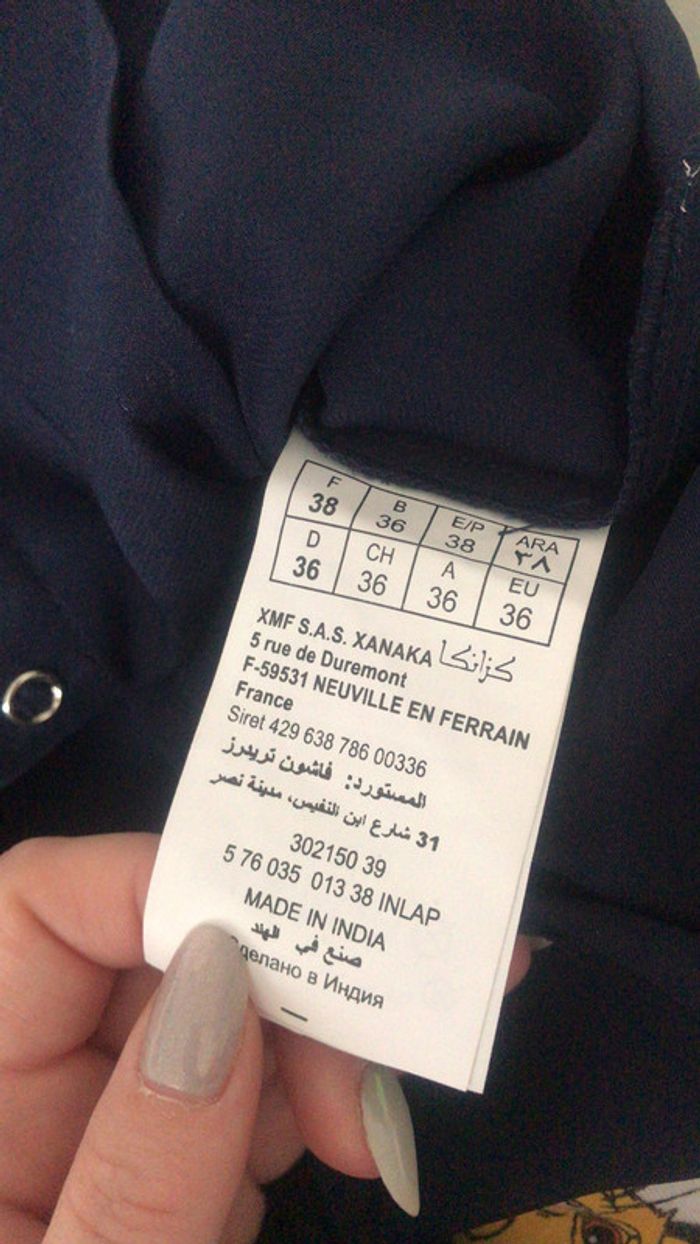 F 38 B 36 E/P 38 ARA ٣٨
D 36 CH 36 A 36 EU 36
XMF S.A.S. XANAKA كزانكا
5 rue de Duremont
F-59531 NEUVILLE EN FERRAIN
France
Siret 429 638 786 00336
المستورد: فاشون تريدرز
31 شارع ابن النفيس، مدينة نصر
302150 39
5 76 035 013 38 INLAP
MADE IN INDIA
صنع في الهند
Сделано в Индия